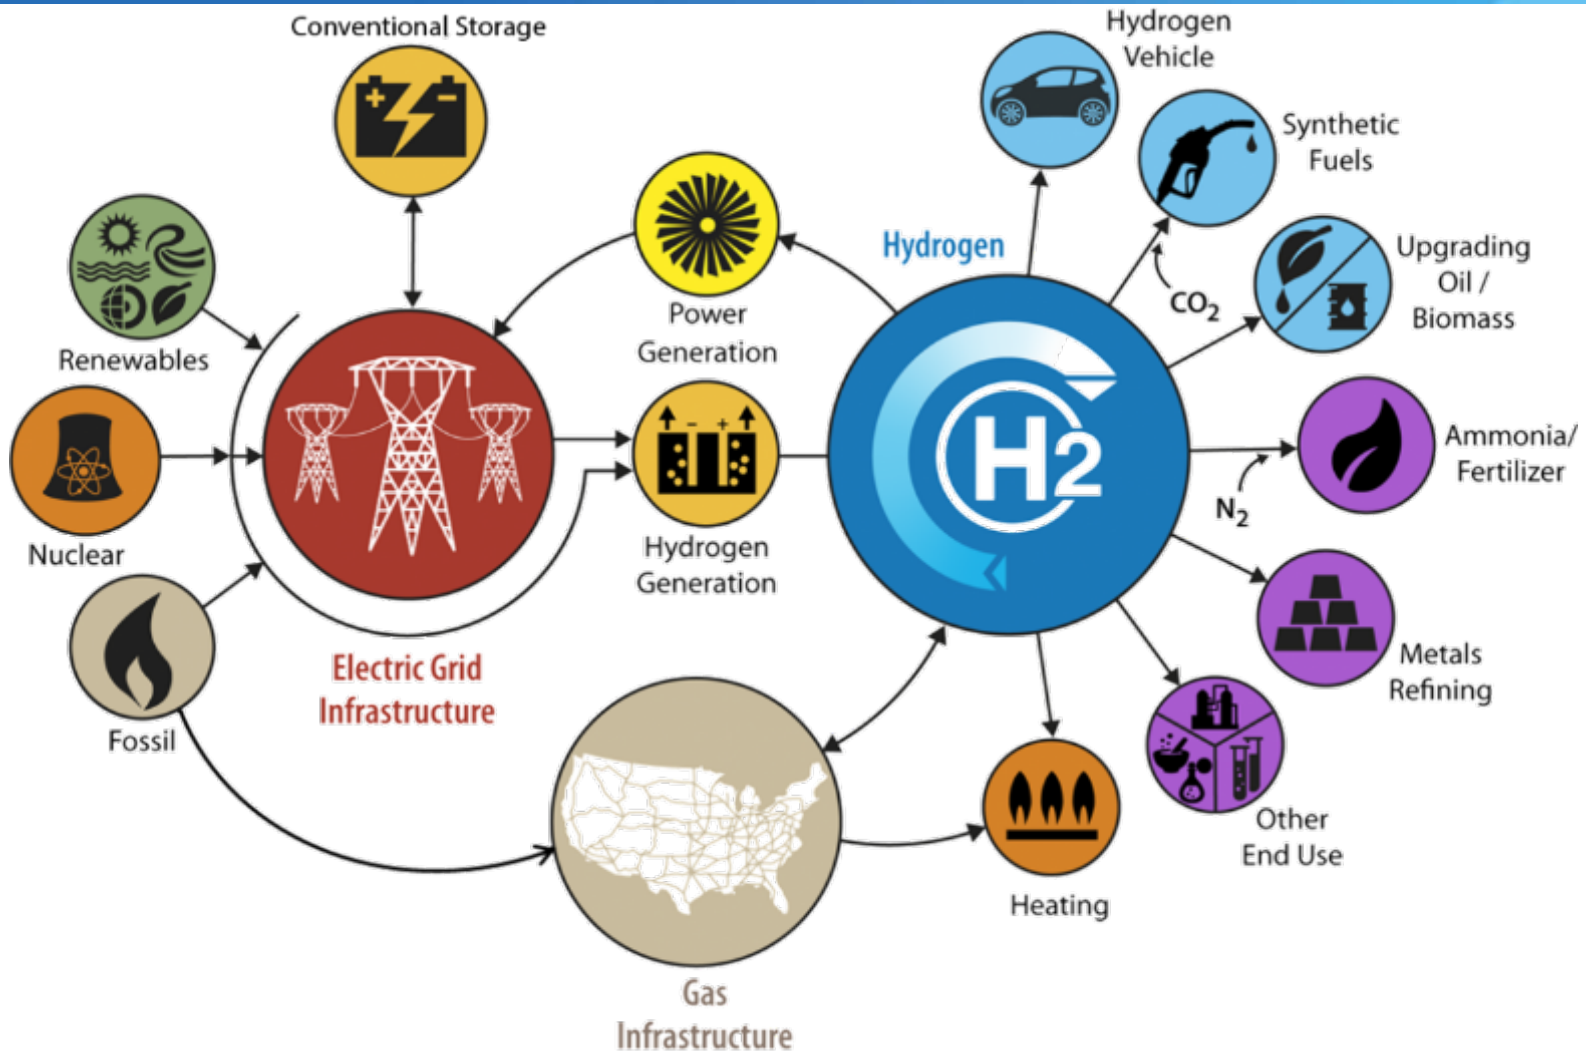 Conventional Storage
Hydrogen
Vehicle
Synthetic
Fuels
CO2
Upgrading
Oil /
Biomass
Renewables
Power
Generation
Hydrogen
H2
Ammonia/
Fertilizer
N2
Nuclear
Hydrogen
Generation
Electric Grid
Infrastructure
Metals
Refining
Fossil
Other
End Use
Heating
Gas
Infrastructure